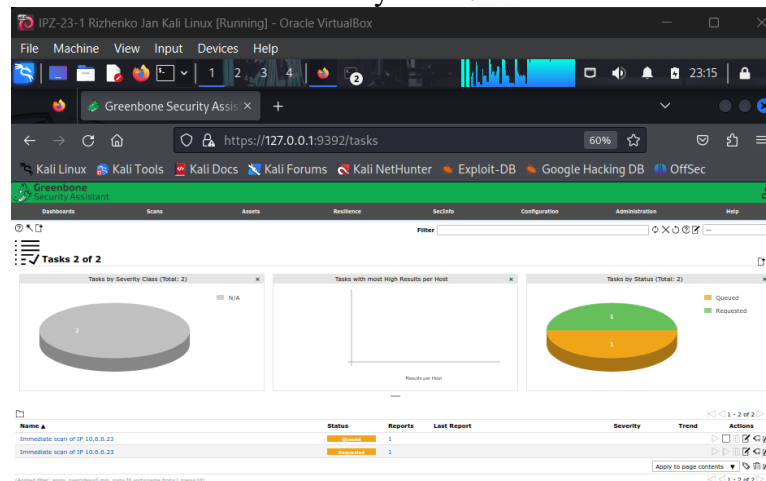 IPZ-23-1 Rizhenko Jan Kali Linux [Running] - Oracle VirtualBox
File Machine View Input Devices Help
1 2 3 4 2 23:15
Greenbone Security Assis × +
https://127.0.0.1:9392/tasks 60%
Kali Linux Kali Tools Kali Docs Kali Forums Kali NetHunter Exploit-DB Google Hacking DB OffSec
Greenbone
Security Assistant
Dashboards Scans Assets Resilience SecInfo Configuration Administration Help
Filter --
Tasks 2 of 2
Tasks by Severity Class (Total: 2) × Tasks with most High Results per Host × Tasks by Status (Total: 2) ×
N/A Queued
Requested
2 1
1
Results per Host
1 - 2 of 2
Name ▲ Status Reports Last Report Severity Trend Actions
Immediate scan of IP 10.6.6.23 Queued 1
Immediate scan of IP 10.6.6.23 Requested 1
Apply to page contents ▼
1 - 2 of 2